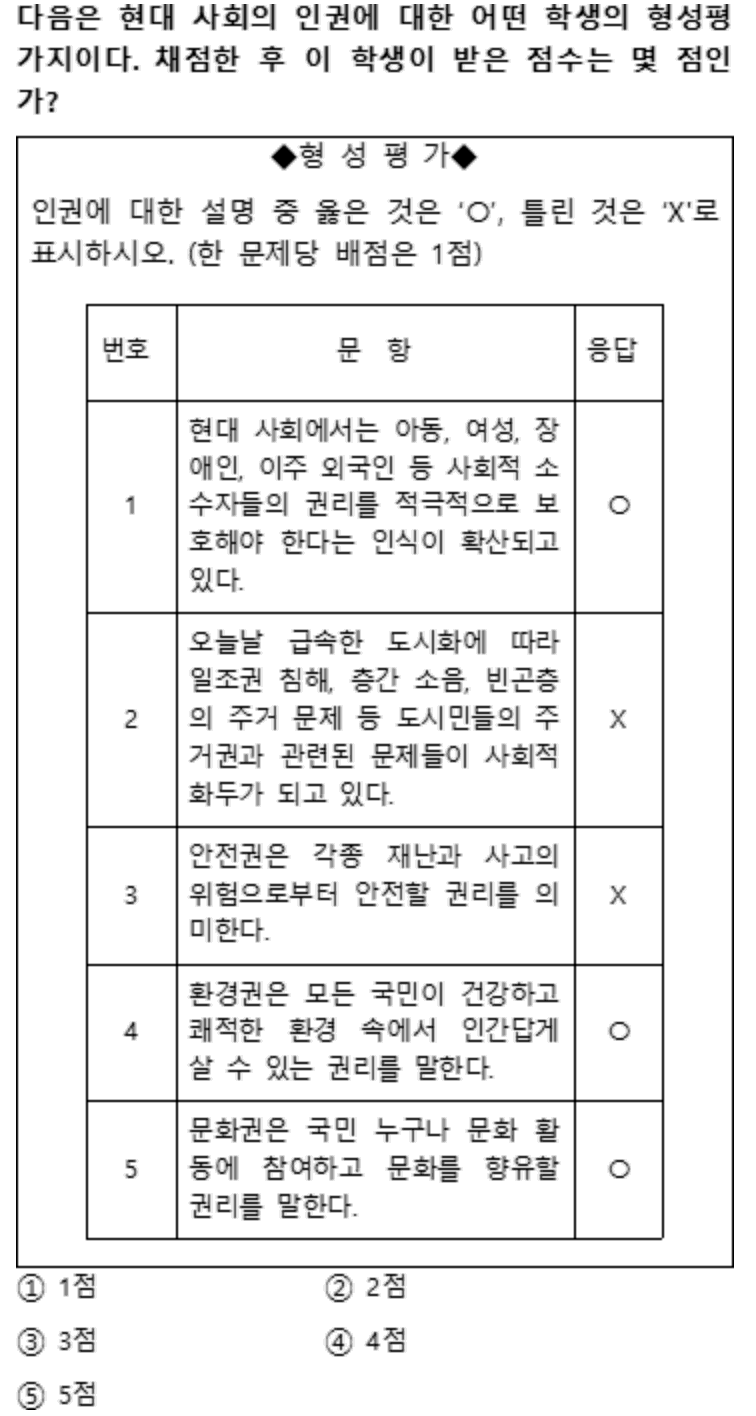 다음은 현대 사회의 인권에 대한 어떤 학생의 형성평
가지이다. 채점한 후 이 학생이 받은 점수는 몇 점인
가?
◆형 성 평 가◆
인권에 대한 설명 중 옳은 것은 ‘O’, 틀린 것은 ‘X’로
표시하시오. (한 문제당 배점은 1점)
번호 문 항 응답
현대 사회에서는 아동, 여성, 장
애인, 이주 외국인 등 사회적 소
1 수자들의 권리를 적극적으로 보 O
호해야 한다는 인식이 확산되고
있다.
오늘날 급속한 도시화에 따라
일조권 침해, 층간 소음, 빈곤층
2 의 주거 문제 등 도시민들의 주 X
거권과 관련된 문제들이 사회적
화두가 되고 있다.
안전권은 각종 재난과 사고의
3 위험으로부터 안전할 권리를 의 X
미한다.
환경권은 모든 국민이 건강하고
4 쾌적한 환경 속에서 인간답게 O
살 수 있는 권리를 말한다.
문화권은 국민 누구나 문화 활
5 동에 참여하고 문화를 향유할 O
권리를 말한다.
① 1점 ② 2점
③ 3점 ④ 4점
⑤ 5점